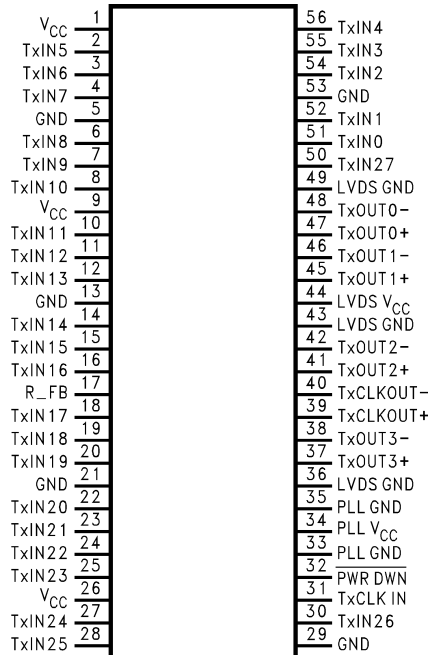 VCC 1
TxIN5 2
TxIN6 3
TxIN7 4
GND 5
TxIN8 6
TxIN9 7
TxIN10 8
VCC 9
TxIN11 10
TxIN12 11
TxIN13 12
GND 13
TxIN14 14
TxIN15 15
TxIN16 16
R_FB 17
TxIN17 18
TxIN18 19
TxIN19 20
GND 21
TxIN20 22
TxIN21 23
TxIN22 24
TxIN23 25
VCC 26
TxIN24 27
TxIN25 28
56 TxIN4
55 TxIN3
54 TxIN2
53 GND
52 TxIN1
51 TxIN0
50 TxIN27
49 LVDS GND
48 TxOUT0-
47 TxOUT0+
46 TxOUT1-
45 TxOUT1+
44 LVDS VCC
43 LVDS GND
42 TxOUT2-
41 TxOUT2+
40 TxCLKOUT-
39 TxCLKOUT+
38 TxOUT3-
37 TxOUT3+
36 LVDS GND
35 PLL GND
34 PLL VCC
33 PLL GND
32 PWR DWN
31 TxCLK IN
30 TxIN26
29 GND